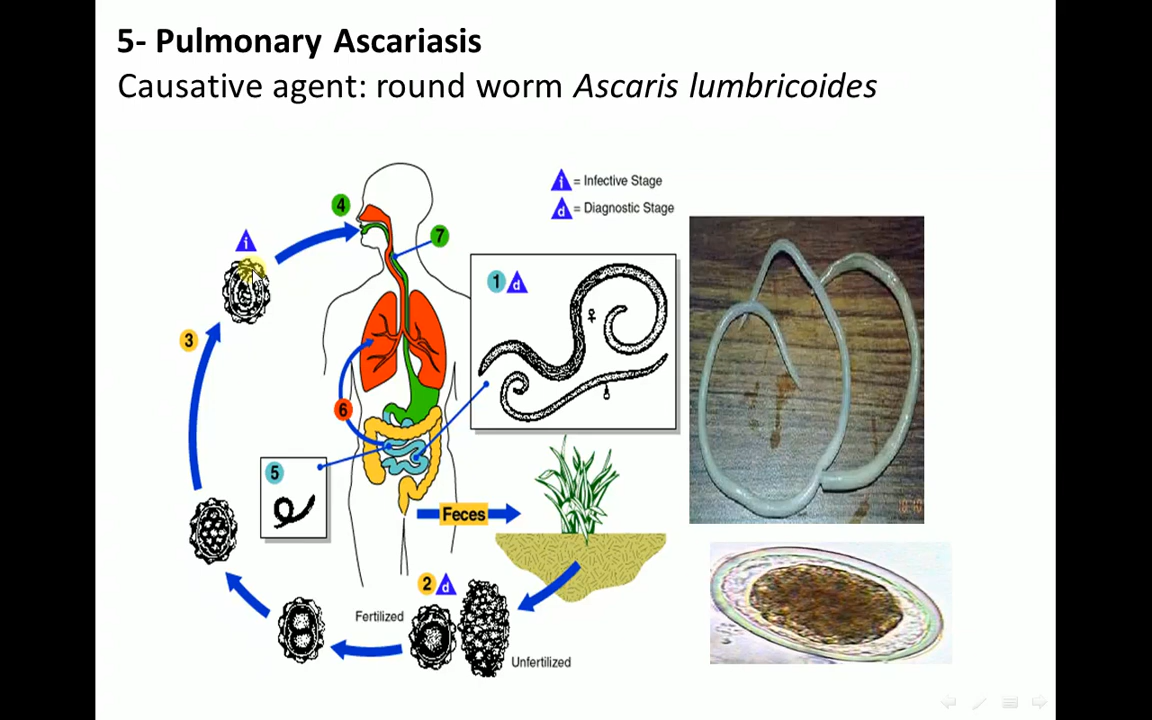 5- Pulmonary Ascariasis
Causative agent: round worm Ascaris lumbricoides
i = Infective Stage
d = Diagnostic Stage
4
i
7
1 d
♀
3
6
5
Feces
2 d
Fertilized
Unfertilized